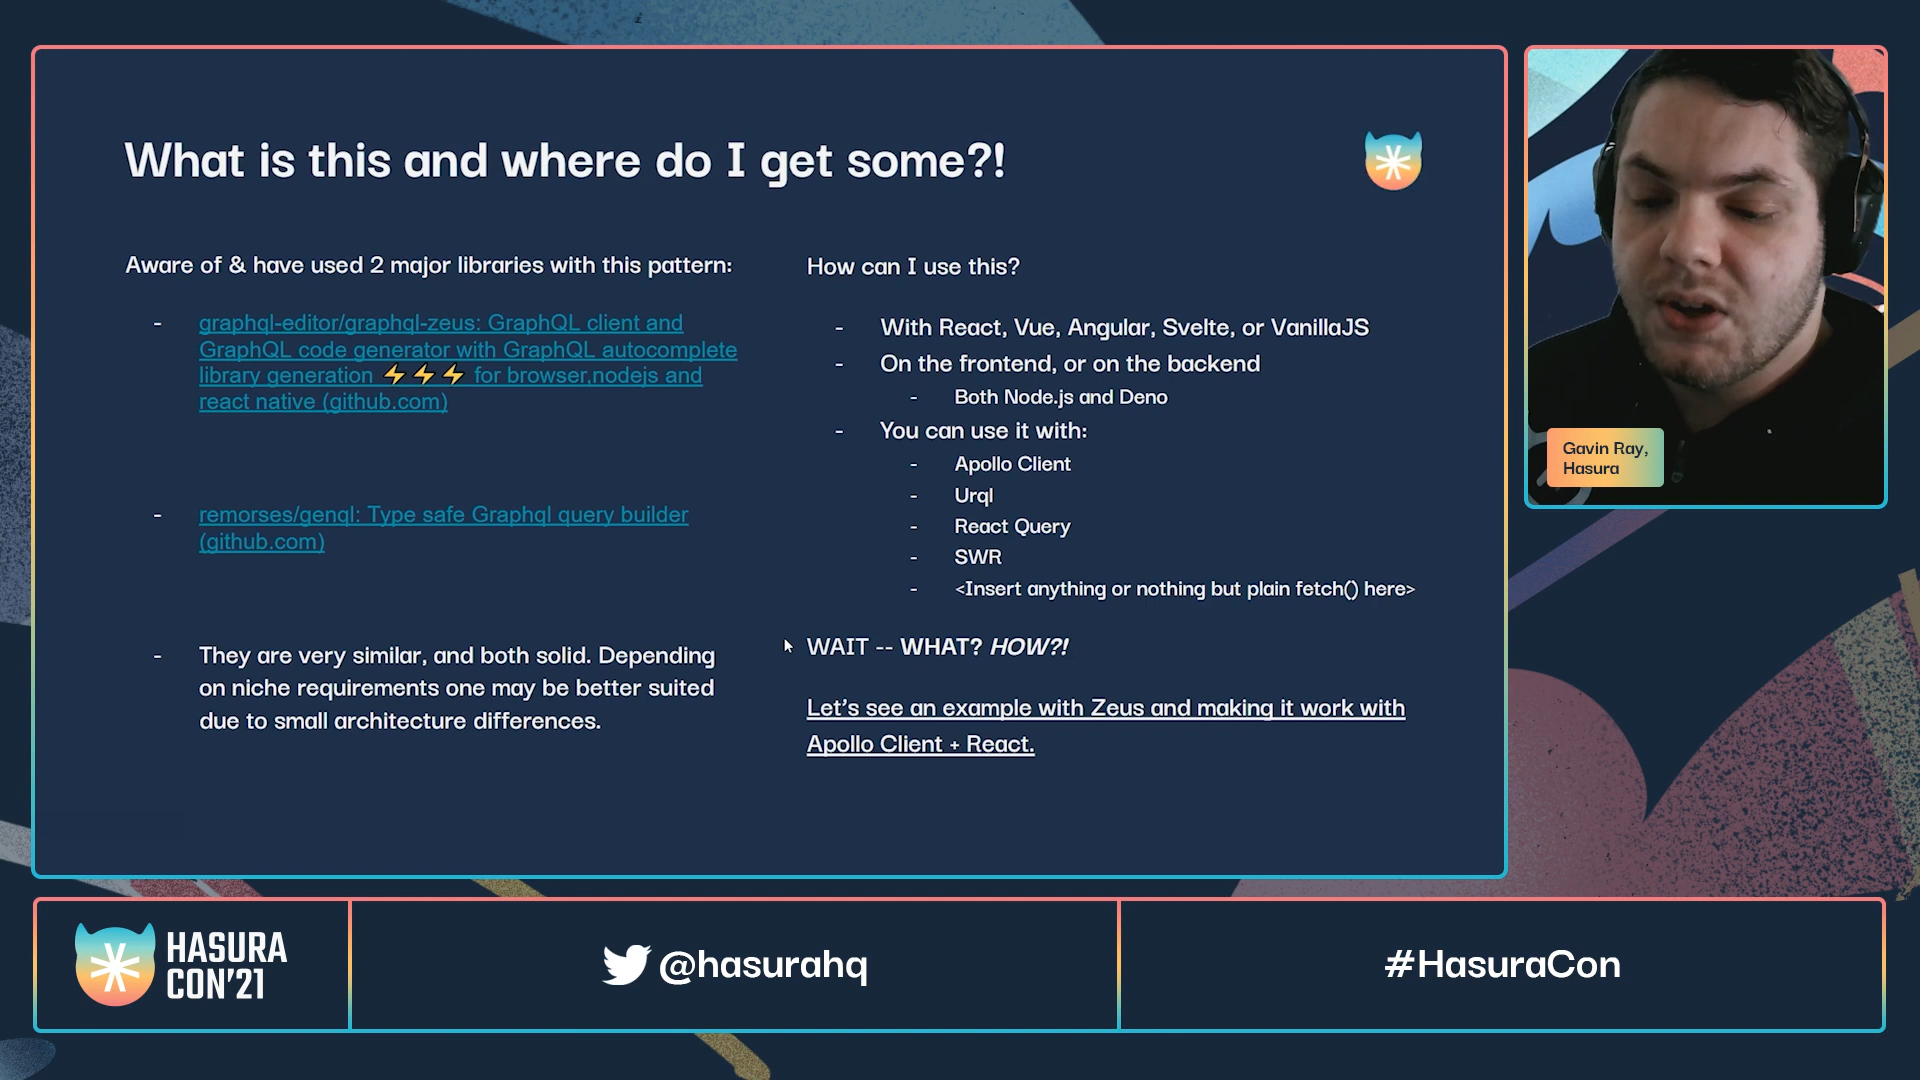 What is this and where do I get some?!
Aware of & have used 2 major libraries with this pattern:
- graphql-editor/graphql-zeus: GraphQL client and
GraphQL code generator with GraphQL autocomplete
library generation ⚡⚡⚡ for browser,nodejs and
react native (github.com)
- remorses/genql: Type safe Graphql query builder
(github.com)
- They are very similar, and both solid. Depending
on niche requirements one may be better suited
due to small architecture differences.
How can I use this?
- With React, Vue, Angular, Svelte, or VanillaJS
- On the frontend, or on the backend
- Both Node.js and Deno
- You can use it with:
- Apollo Client
- Urql
- React Query
- SWR
- <Insert anything or nothing but plain fetch() here>
WAIT -- WHAT? HOW?!
Let's see an example with Zeus and making it work with
Apollo Client + React.
Gavin Ray,
Hasura
HASURA
CON'21
@hasurahq
#HasuraCon